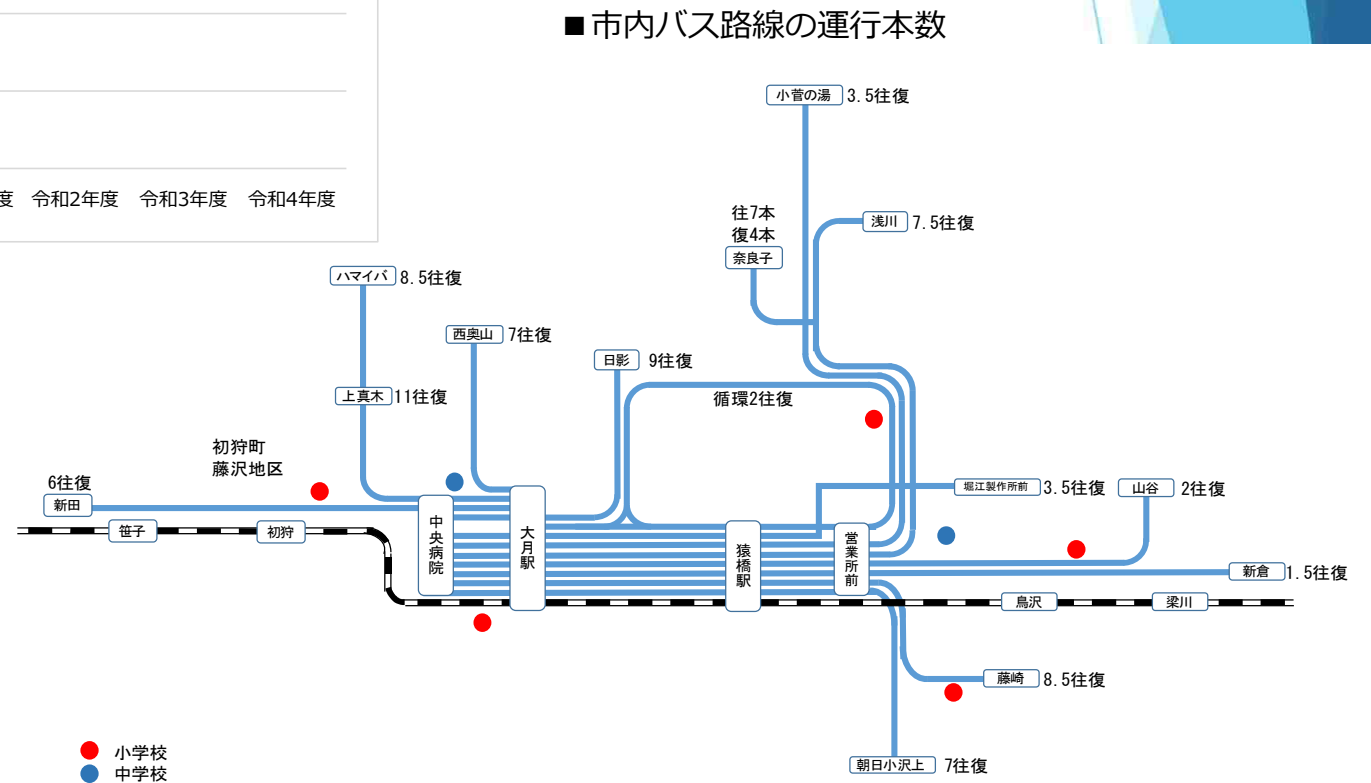 ■市内バス路線の運行本数
度 令和2年度 令和3年度 令和4年度
小菅の湯 3.5往復
往7本
復4本
奈良子
浅川 7.5往復
ハマイバ 8.5往復
西奥山 7往復
日影 9往復
上真木 11往復
循環2往復
初狩町
藤沢地区
6往復
新田
堀江製作所前 3.5往復
山谷 2往復
笹子
初狩
中央病院
大月駅
猿橋駅
営業所前
新倉 1.5往復
鳥沢
梁川
藤崎 8.5往復
朝日小沢上 7往復
小学校
中学校